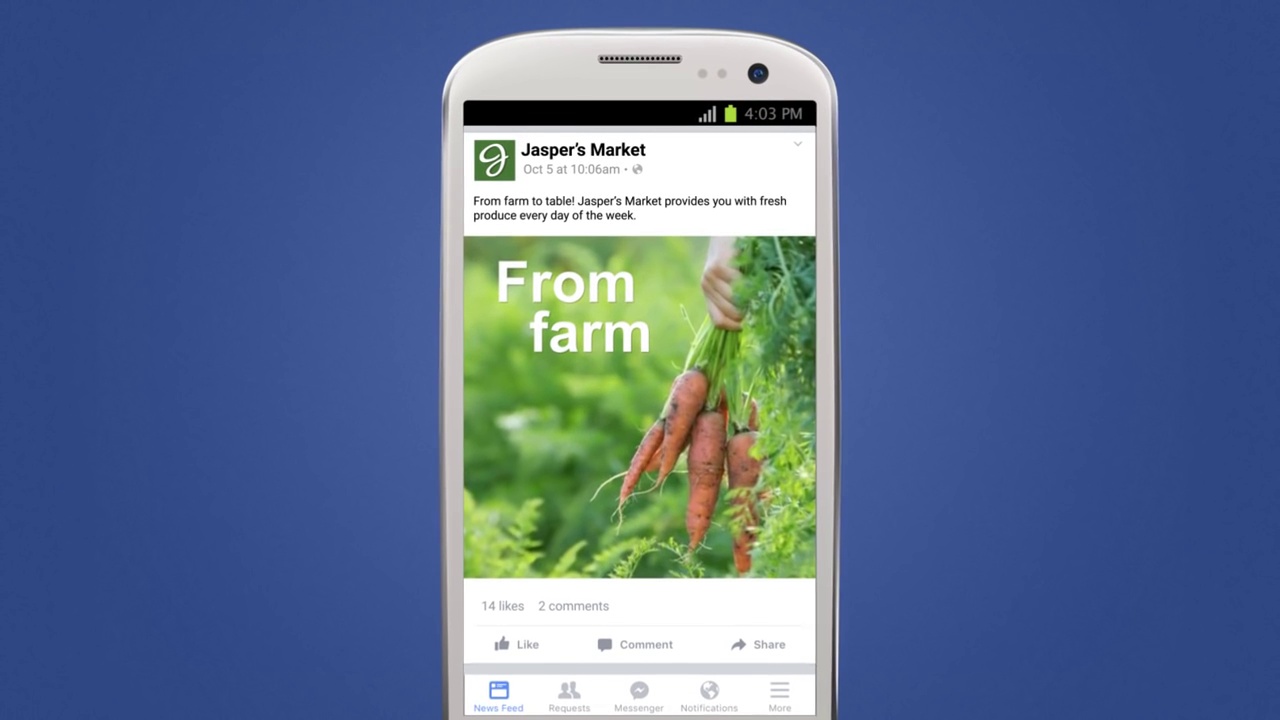 4:03 PM
Jasper's Market
Oct 5 at 10:06am •
From farm to table! Jasper's Market provides you with fresh
produce every day of the week.
From
farm
14 likes 2 comments
Like Comment Share
News Feed Requests Messenger Notifications More